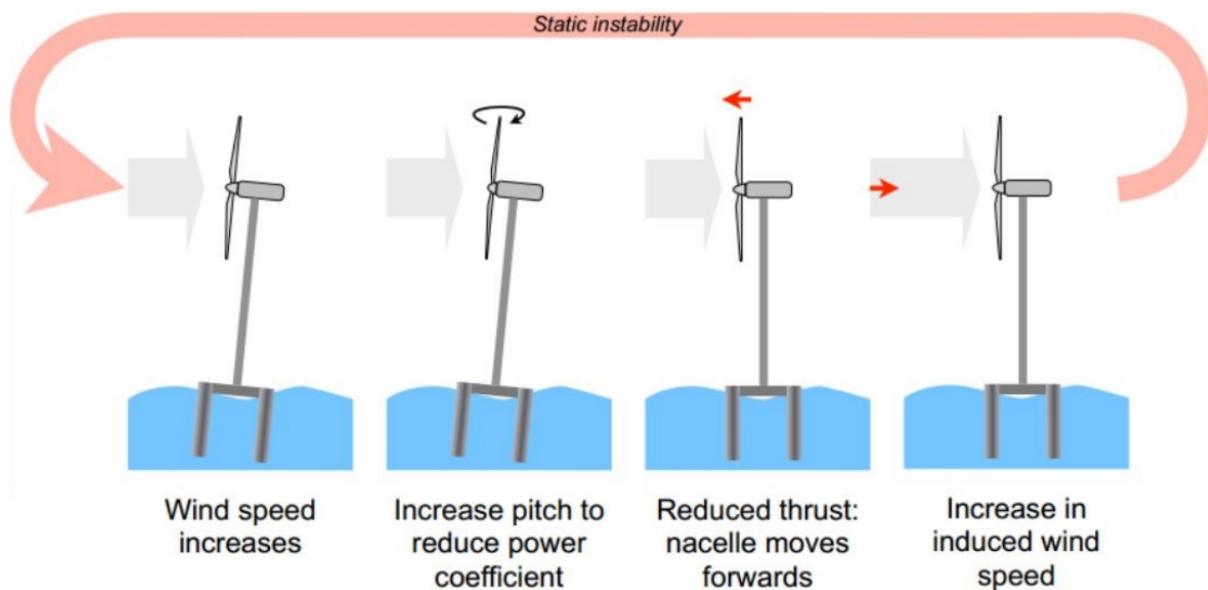 Static instability
Wind speed
increases
Increase pitch to
reduce power
coefficient
Reduced thrust:
nacelle moves
forwards
Increase in
induced wind
speed